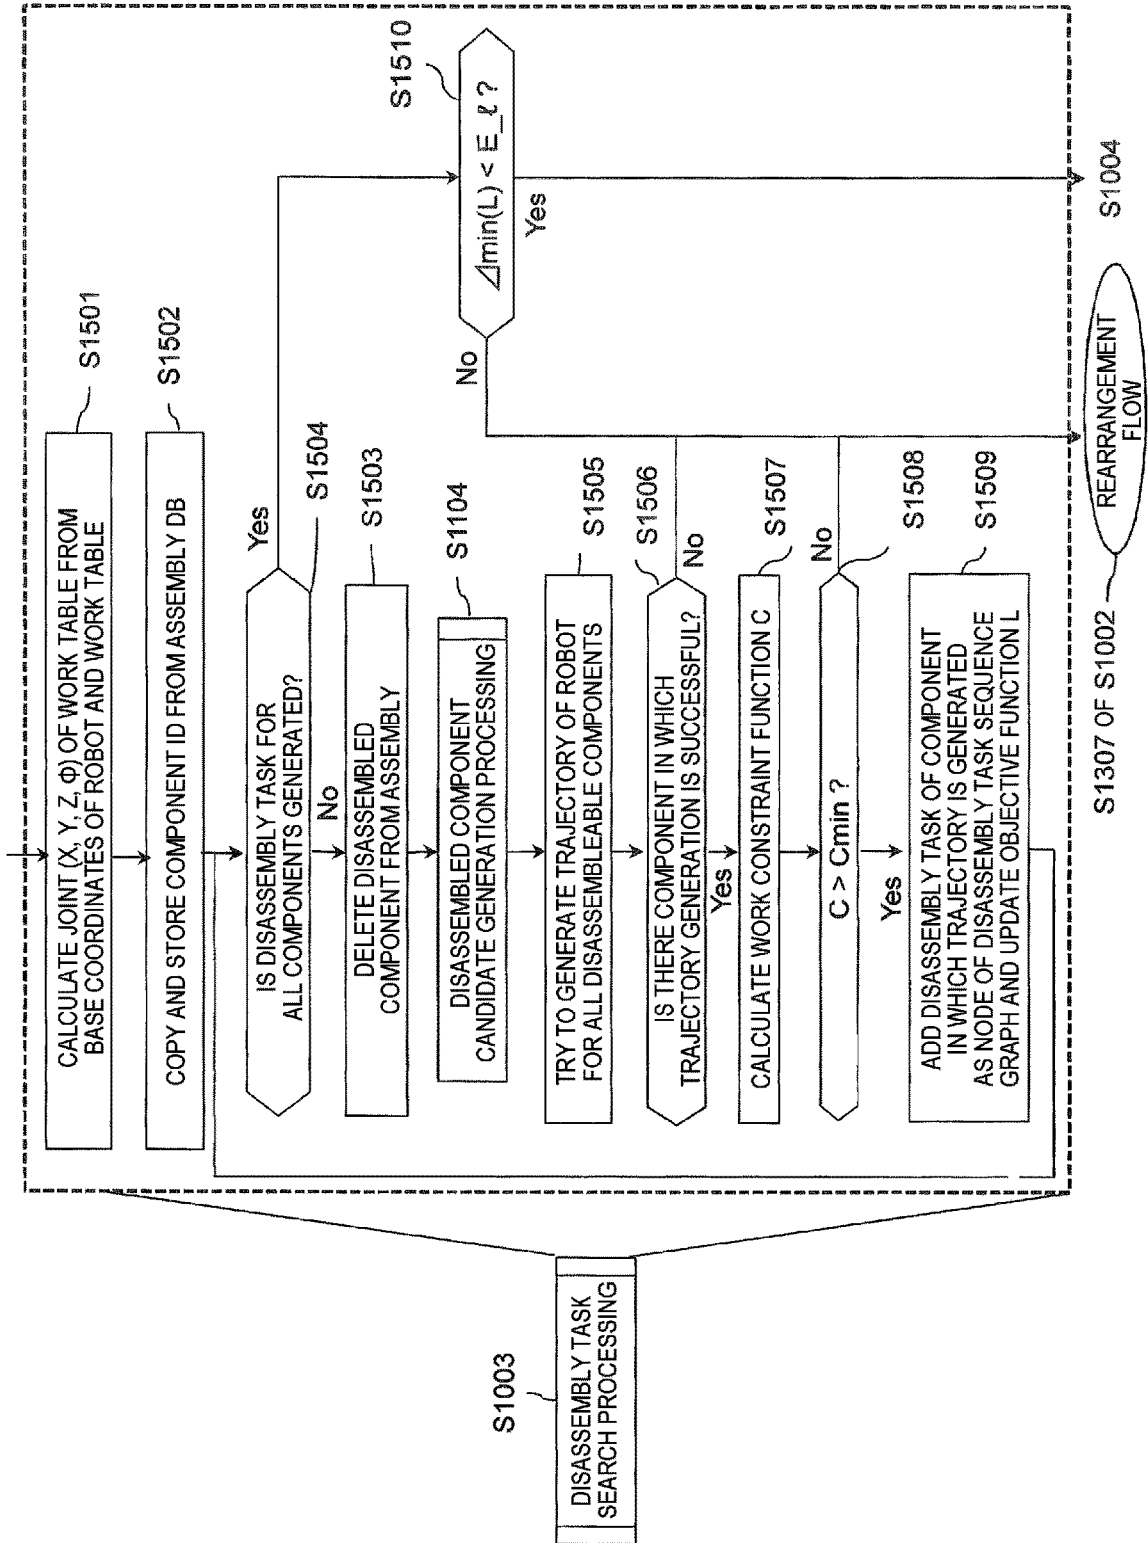 S1003
DISASSEMBLY TASK
SEARCH PROCESSING
CALCULATE JOINT (X, Y, Z, Φ) OF WORK TABLE FROM
BASE COORDINATES OF ROBOT AND WORK TABLE
S1501
COPY AND STORE COMPONENT ID FROM ASSEMBLY DB
S1502
IS DISASSEMBLY TASK FOR
ALL COMPONENTS GENERATED?
Yes
S1504
No
DELETE DISASSEMBLED
COMPONENT FROM ASSEMBLY
S1503
DISASSEMBLED COMPONENT
CANDIDATE GENERATION PROCESSING
S1104
TRY TO GENERATE TRAJECTORY OF ROBOT
FOR ALL DISASSEMBLEABLE COMPONENTS
S1505
IS THERE COMPONENT IN WHICH
TRAJECTORY GENERATION IS SUCCESSFUL?
S1506
No
Yes
CALCULATE WORK CONSTRAINT FUNCTION C
S1507
C > Cmin ?
No
S1508
Yes
ADD DISASSEMBLY TASK OF COMPONENT
IN WHICH TRAJECTORY IS GENERATED
AS NODE OF DISASSEMBLY TASK SEQUENCE
GRAPH AND UPDATE OBJECTIVE FUNCTION L
S1509
⊿min(L) < E_ℓ ?
S1510
No
Yes
S1307 OF S1002
REARRANGEMENT
FLOW
S1004